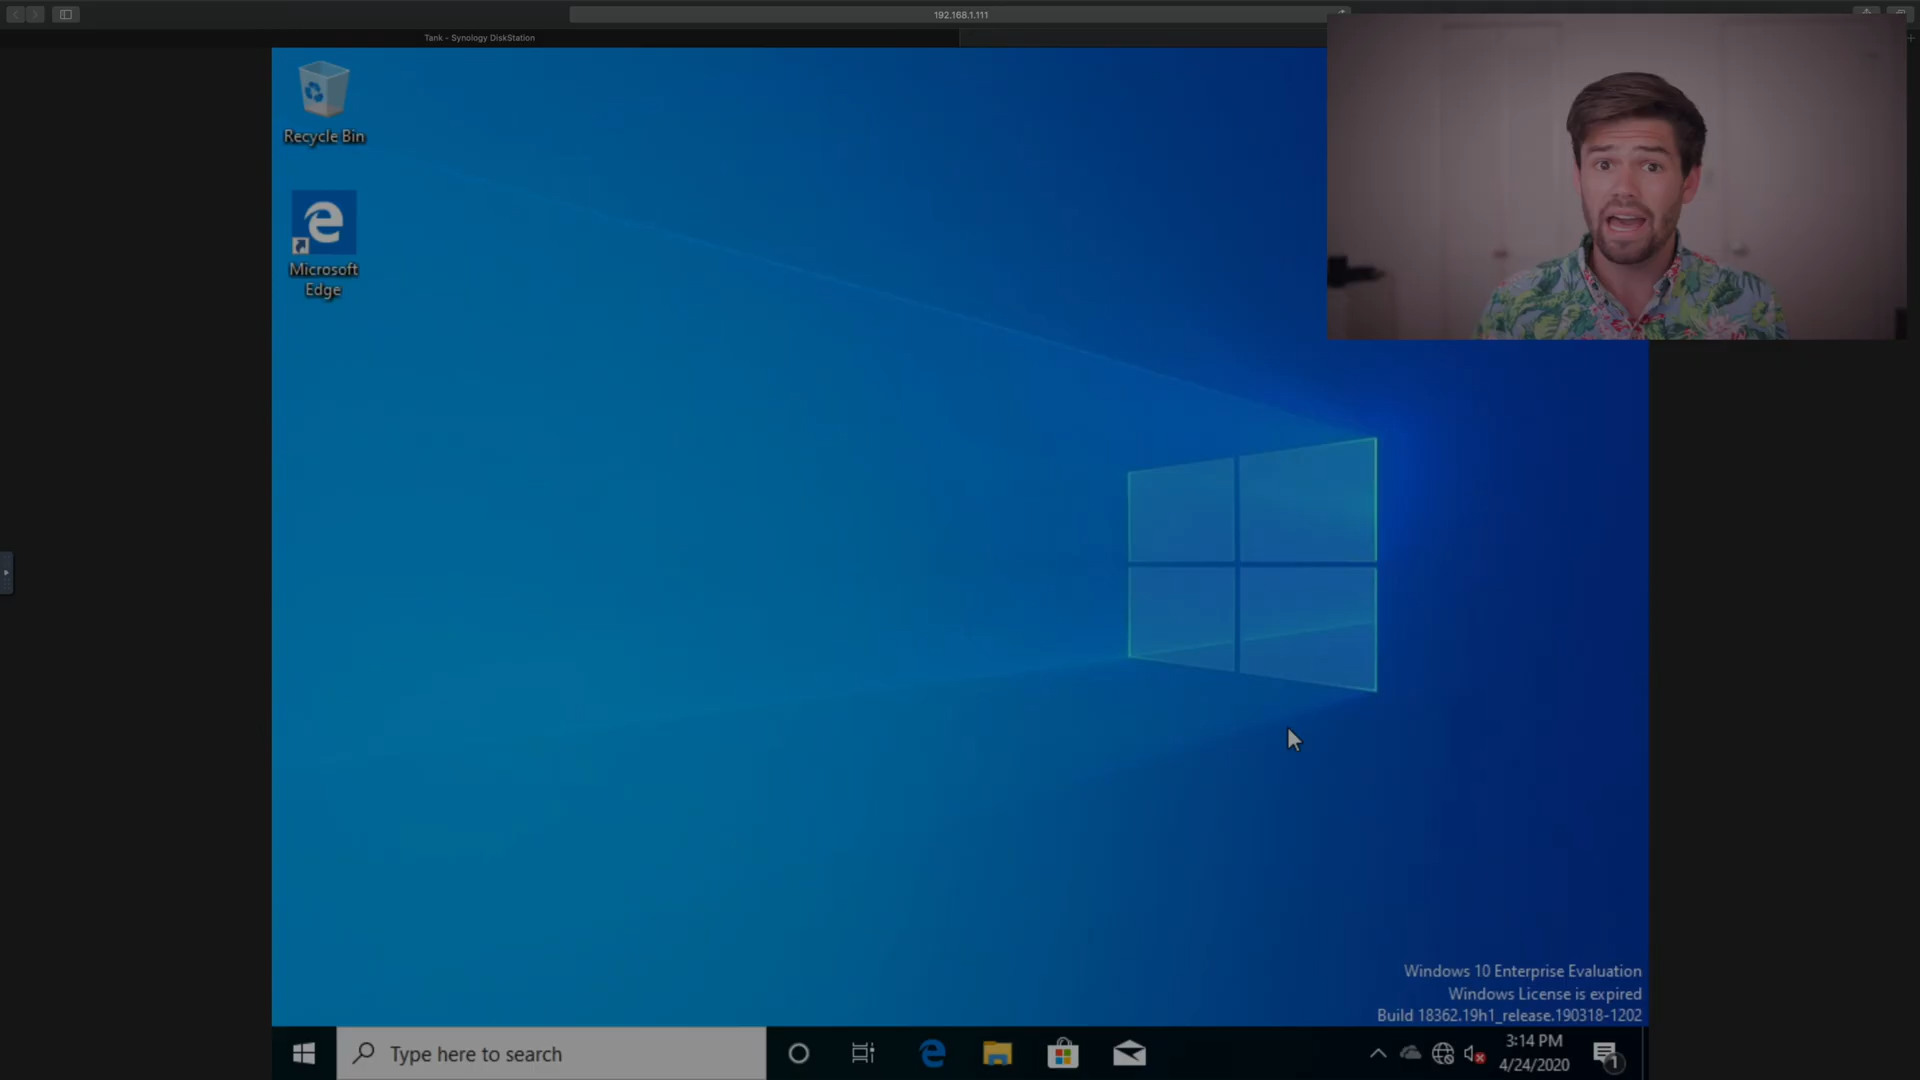 192.168.1.111
Tank - Synology DiskStation
Recycle Bin
Microsoft
Edge
Windows 10 Enterprise Evaluation
Windows License is expired
Build 18362.19h1_release.190318-1202
Type here to search
3:14 PM
4/24/2020
1